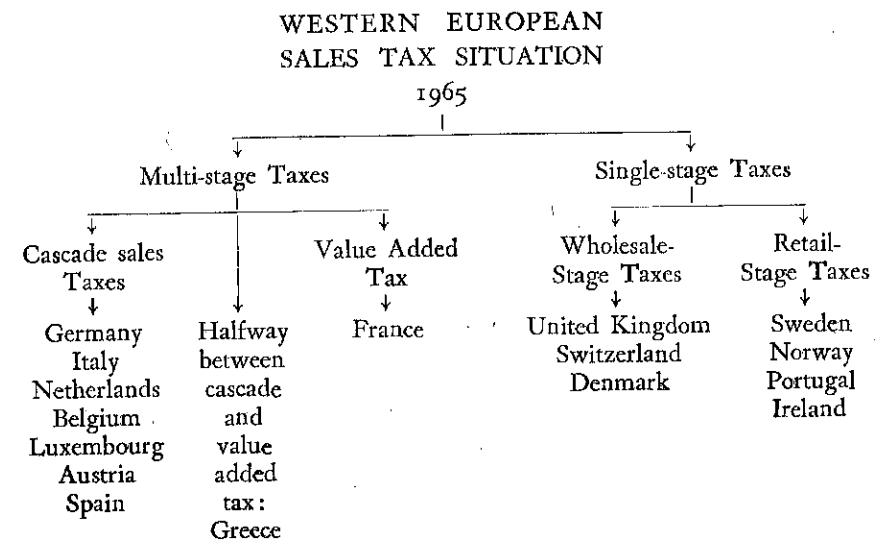 WESTERN EUROPEAN
SALES TAX SITUATION
1965
Multi-stage Taxes
Single-stage Taxes
Cascade sales
Taxes
Germany
Italy
Netherlands
Belgium
Luxembourg
Austria
Spain
Halfway
between
cascade
and
value
added
tax:
Greece
Value Added
Tax
France
Wholesale-
Stage Taxes
United Kingdom
Switzerland
Denmark
Retail-
Stage Taxes
Sweden
Norway
Portugal
Ireland